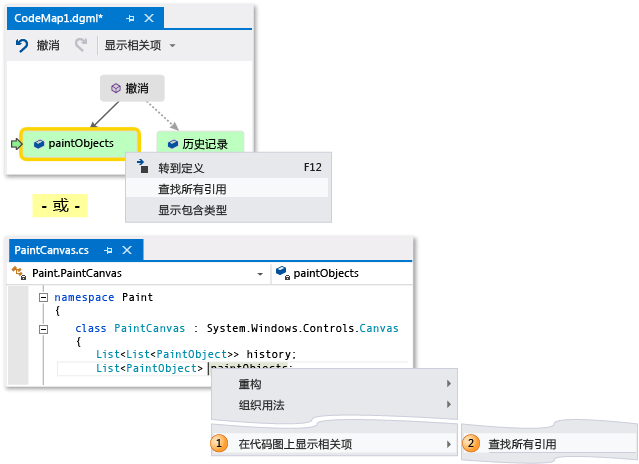 CodeMap1.dgml*
撤消 显示相关项
撤消
paintObjects 历史记录
转到定义 F12
查找所有引用
显示包含类型
- 或 -
PaintCanvas.cs
Paint.PaintCanvas paintObjects
namespace Paint
{
class PaintCanvas : System.Windows.Controls.Canvas
{
List<List<PaintObject>> history;
List<PaintObject> paintObjects;
重构
组织用法
1 在代码图上显示相关项 2 查找所有引用